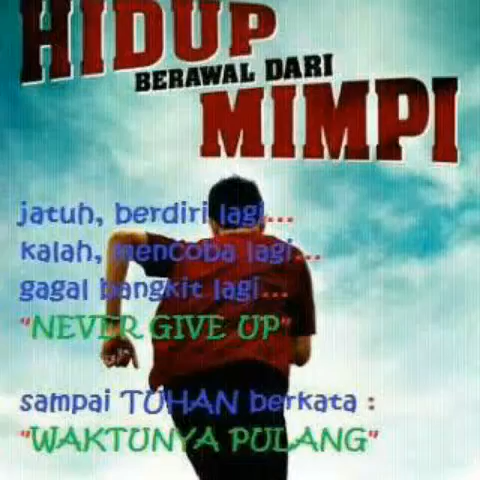 HIDUP
BERAWAL DARI
MIMPI
jatuh, berdiri lagi...
kalah, mencoba lagi...
gagal bangkit lagi...
"NEVER GIVE UP"
sampai TUHAN berkata :
"WAKTUNYA PULANG"